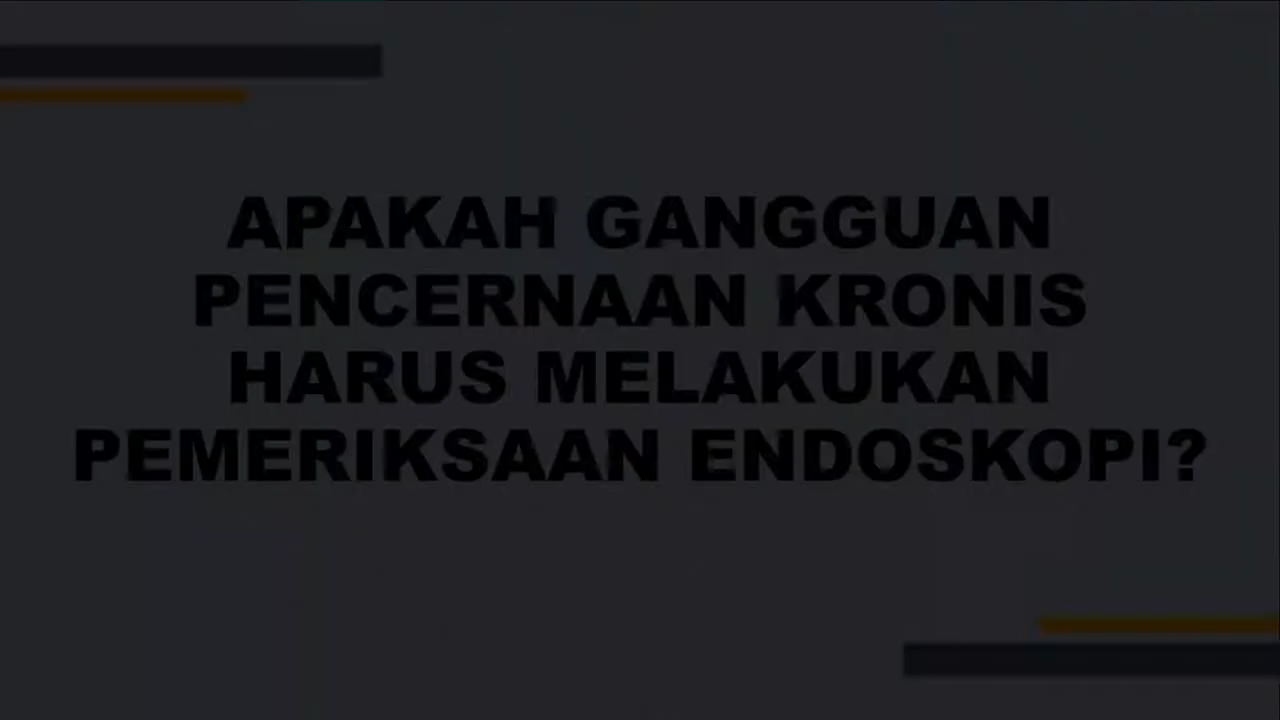 APAKAH GANGGUAN
PENCERNAAN KRONIS
HARUS MELAKUKAN
PEMERIKSAAN ENDOSKOPI?